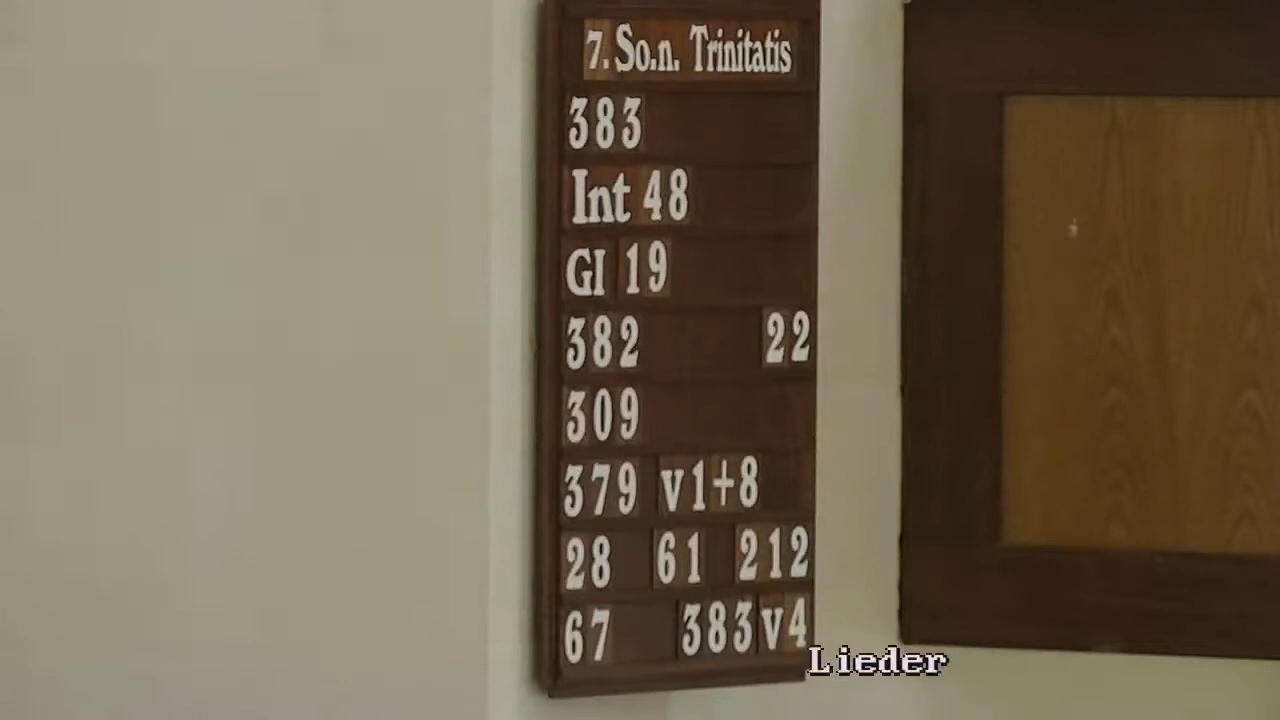 7. So.n. Trinitatis
383
Int 48
Gl 19
382 22
309
379 v1+8
28 61 212
67 383 v4
Lieder